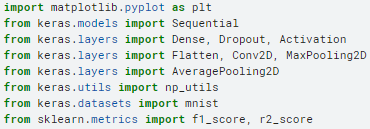 import matplotlib.pyplot as plt
from keras.models import Sequential
from keras.layers import Dense, Dropout, Activation
from keras.layers import Flatten, Conv2D, MaxPooling2D
from keras.layers import AveragePooling2D
from keras.utils import np_utils
from keras.datasets import mnist
from sklearn.metrics import f1_score, r2_score